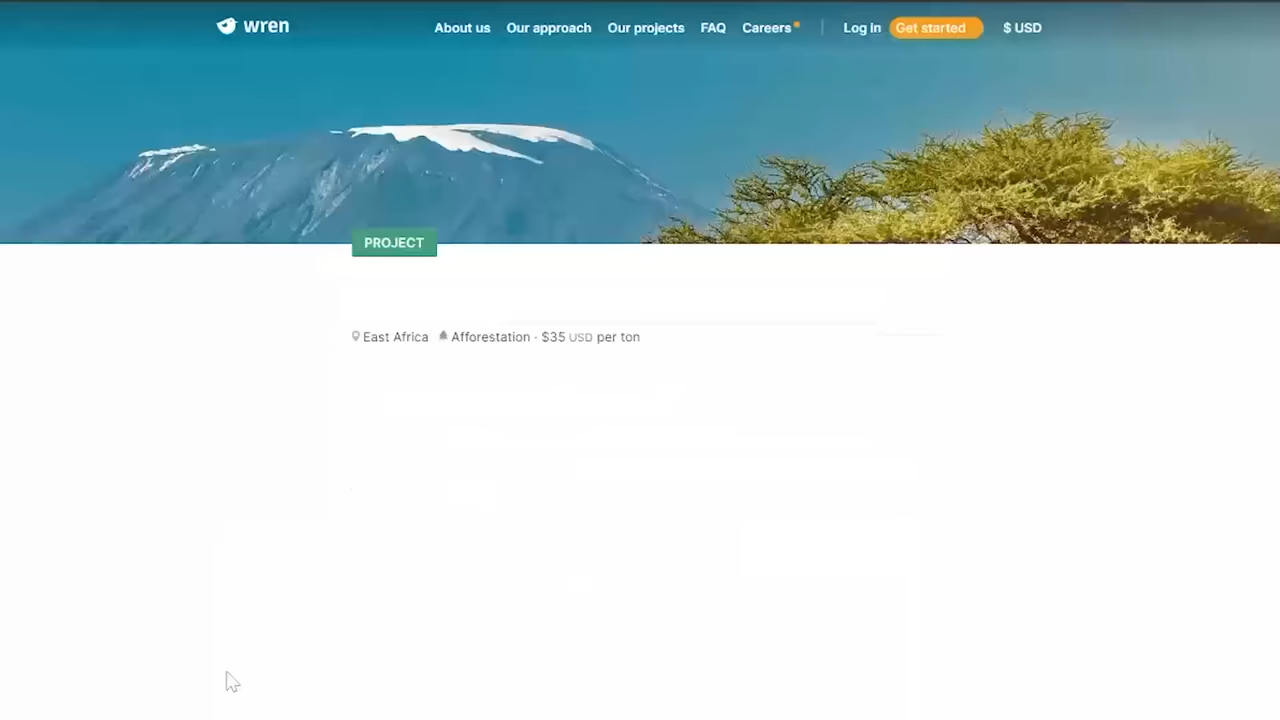 wren
About us Our approach Our projects FAQ Careers Log in Get started $ USD
PROJECT
East Africa Afforestation · $35 USD per ton